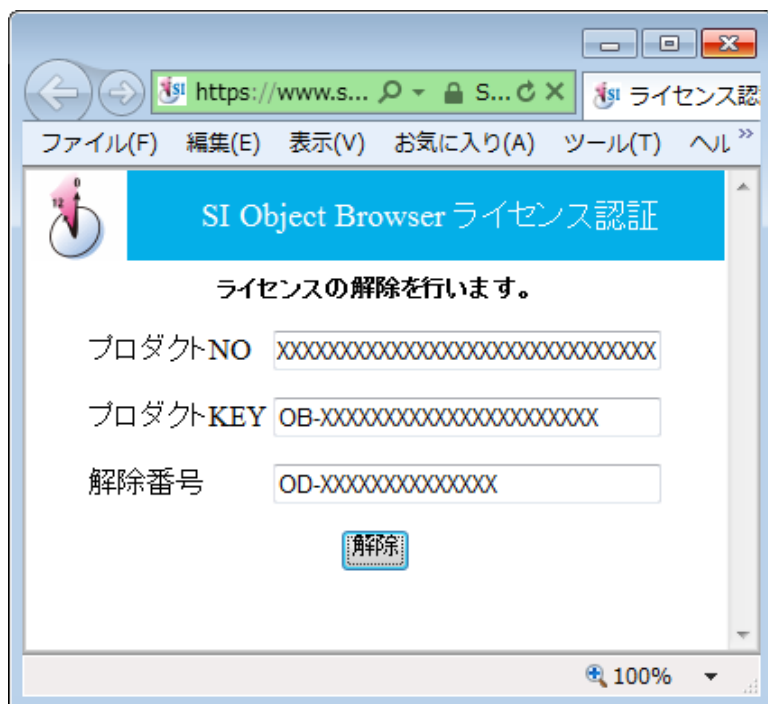 https://www.s... S...
ライセンス認
ファイル(F) 編集(E) 表示(V) お気に入り(A) ツール(T) ヘル »
0
12
SI Object Browser ライセンス認証
ライセンスの解除を行います。
プロダクトNO XXXXXXXXXXXXXXXXXXXXXXXXXXXXXX
プロダクトKEY OB-XXXXXXXXXXXXXXXXXXXXXX
解除番号 OD-XXXXXXXXXXXXXX
解除
100%